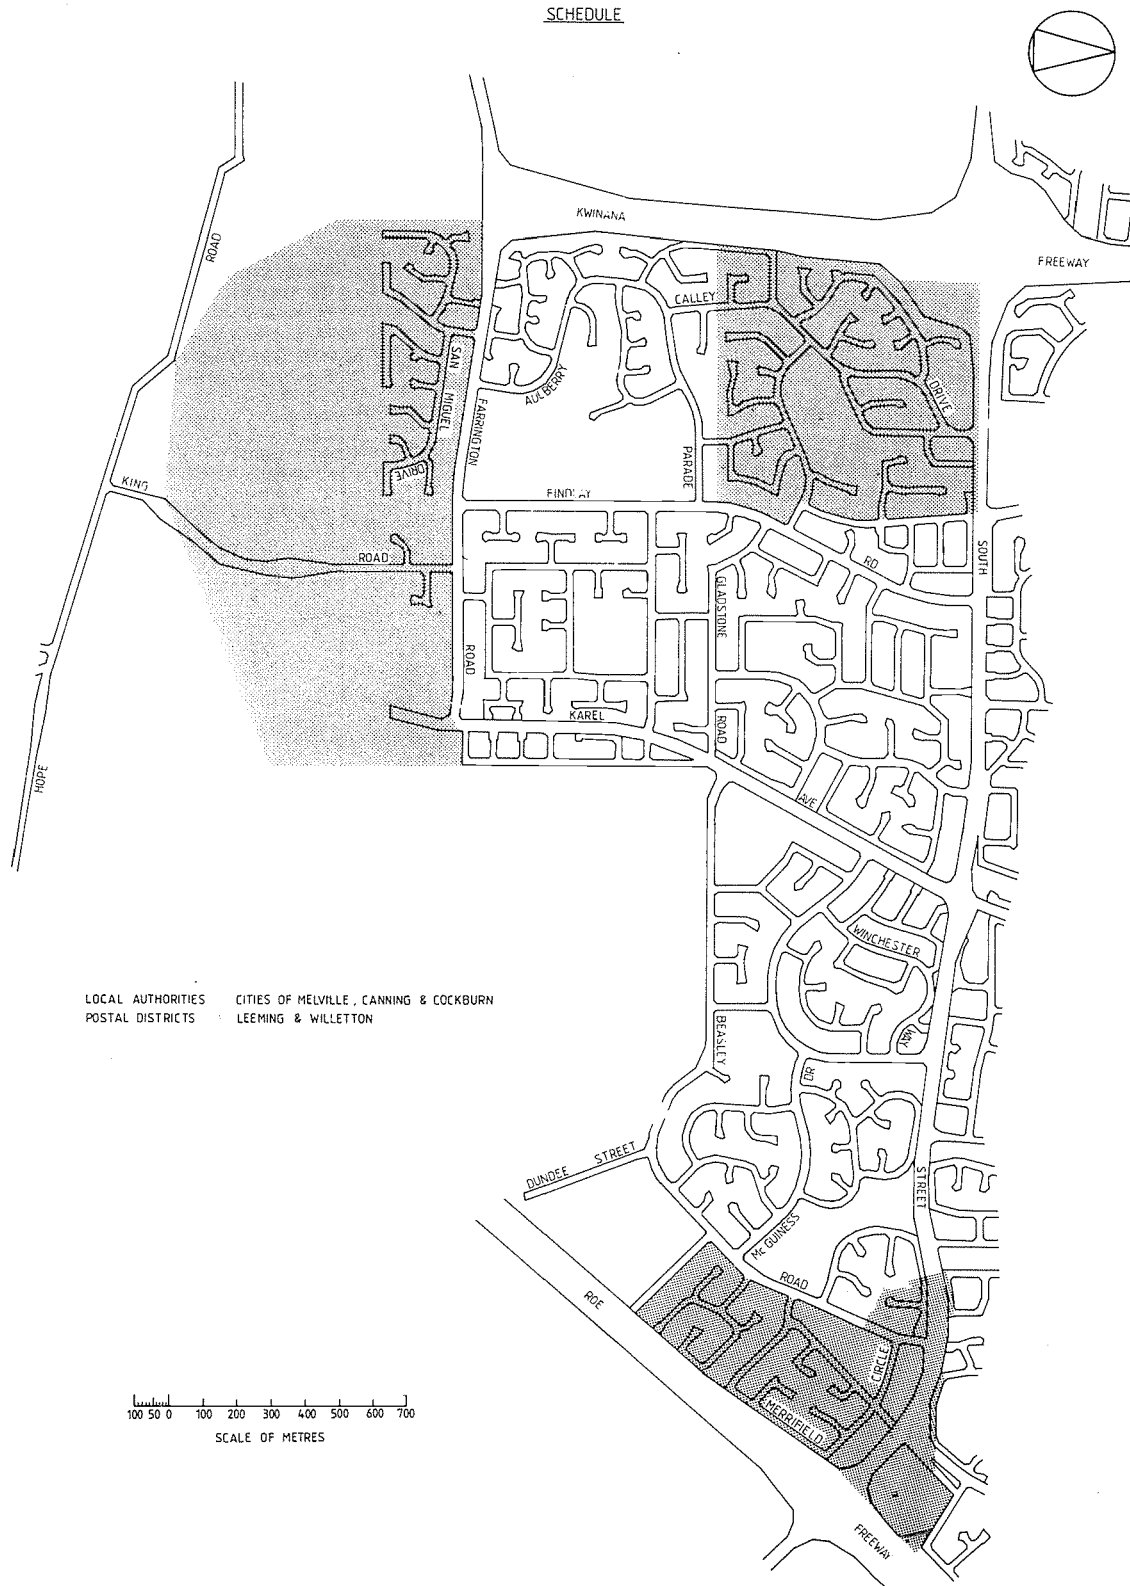 SCHEDULE
KWINANA
FREEWAY
ROAD
CALLEY
SAN MIGUEL DRIVE
AULBERRY
DRIVE
FARRINGTON
PARADE
KING
FINDLAY
ROAD
RD
SOUTH
GLADSTONE
ROAD
KAREL
ROAD
HOPE
AVE
WINCHESTER
LOCAL AUTHORITIES CITIES OF MELVILLE, CANNING & COCKBURN
POSTAL DISTRICTS LEEMING & WILLETTON
BEASLEY
WAY
DR
DUNDEE STREET
STREET
Mc GUINESS
ROAD
ROE
CIRCLE
MERRIFIELD
100 50 0 100 200 300 400 500 600 700
SCALE OF METRES
FREEWAY